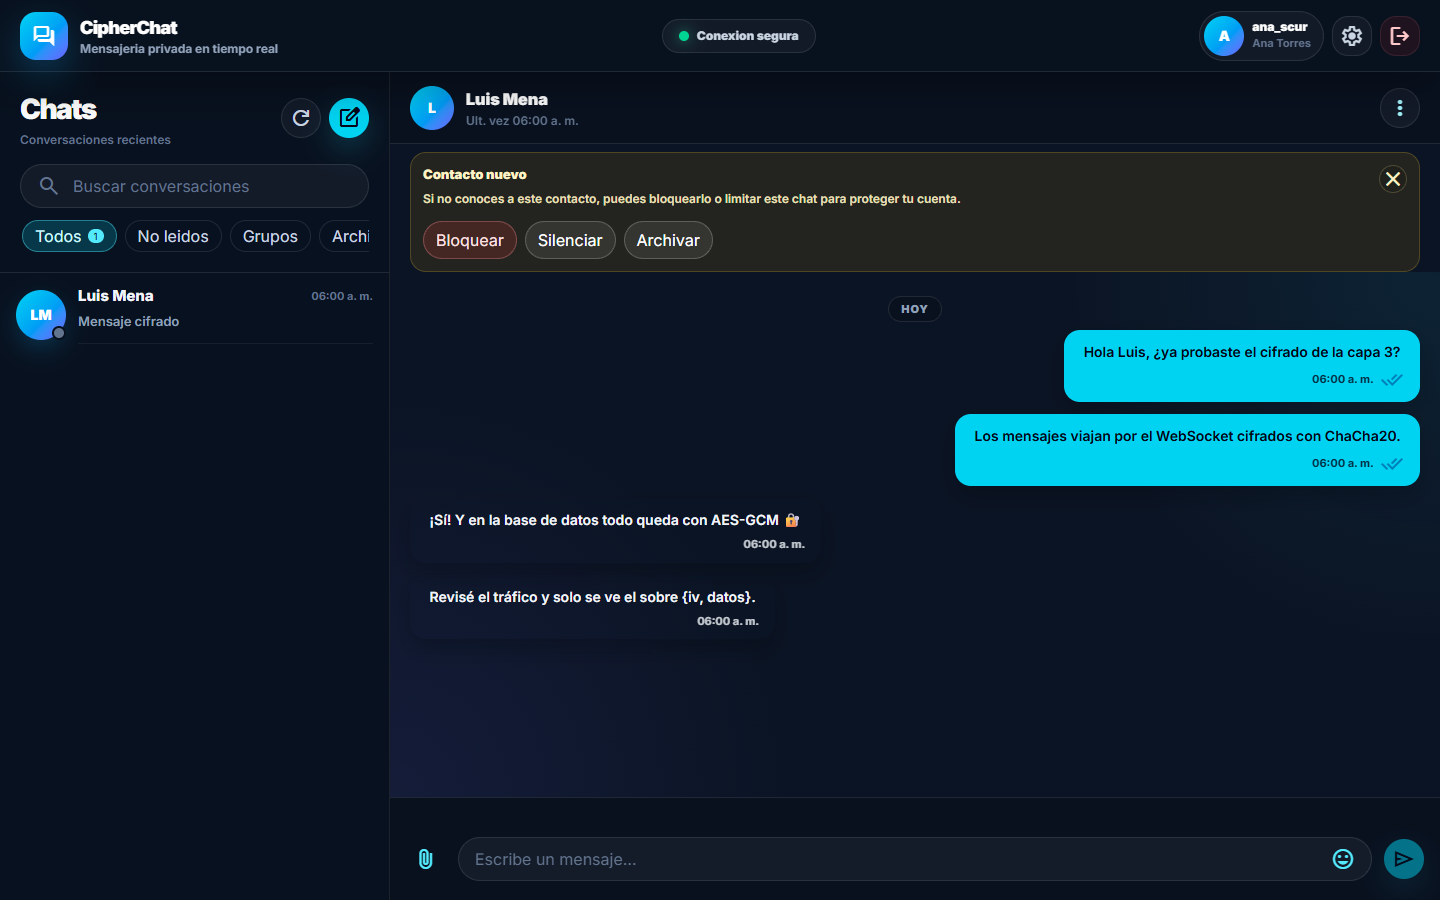 CipherChat
Mensajeria privada en tiempo real
Conexion segura
A
ana_scur
Ana Torres
Chats
Conversaciones recientes
Buscar conversaciones
Todos 1
No leidos
Grupos
Archi
LM
Luis Mena
06:00 a. m.
Mensaje cifrado
L
Luis Mena
Ult. vez 06:00 a. m.
Contacto nuevo
Si no conoces a este contacto, puedes bloquearlo o limitar este chat para proteger tu cuenta.
Bloquear
Silenciar
Archivar
HOY
Hola Luis, ¿ya probaste el cifrado de la capa 3?
06:00 a. m.
Los mensajes viajan por el WebSocket cifrados con ChaCha20.
06:00 a. m.
¡Sí! Y en la base de datos todo queda con AES-GCM 🔐
06:00 a. m.
Revisé el tráfico y solo se ve el sobre {iv, datos}.
06:00 a. m.
Escribe un mensaje...